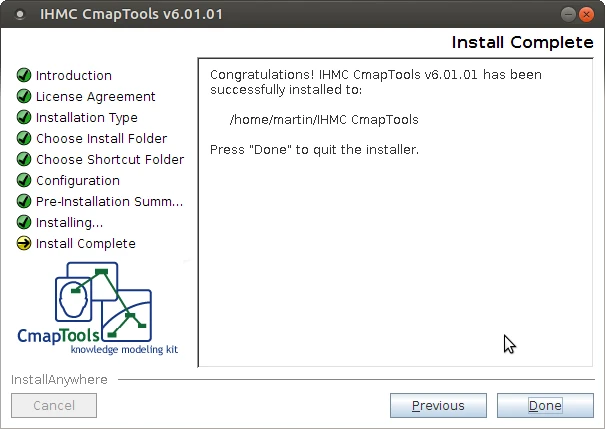 IHMC CmapTools v6.01.01
Install Complete
Introduction
License Agreement
Installation Type
Choose Install Folder
Choose Shortcut Folder
Configuration
Pre-Installation Summ...
Installing...
Install Complete
Congratulations! IHMC CmapTools v6.01.01 has been
successfully installed to:
/home/martin/IHMC CmapTools
Press "Done" to quit the installer.
CmapTools
knowledge modeling kit
InstallAnywhere
Cancel
Previous
Done